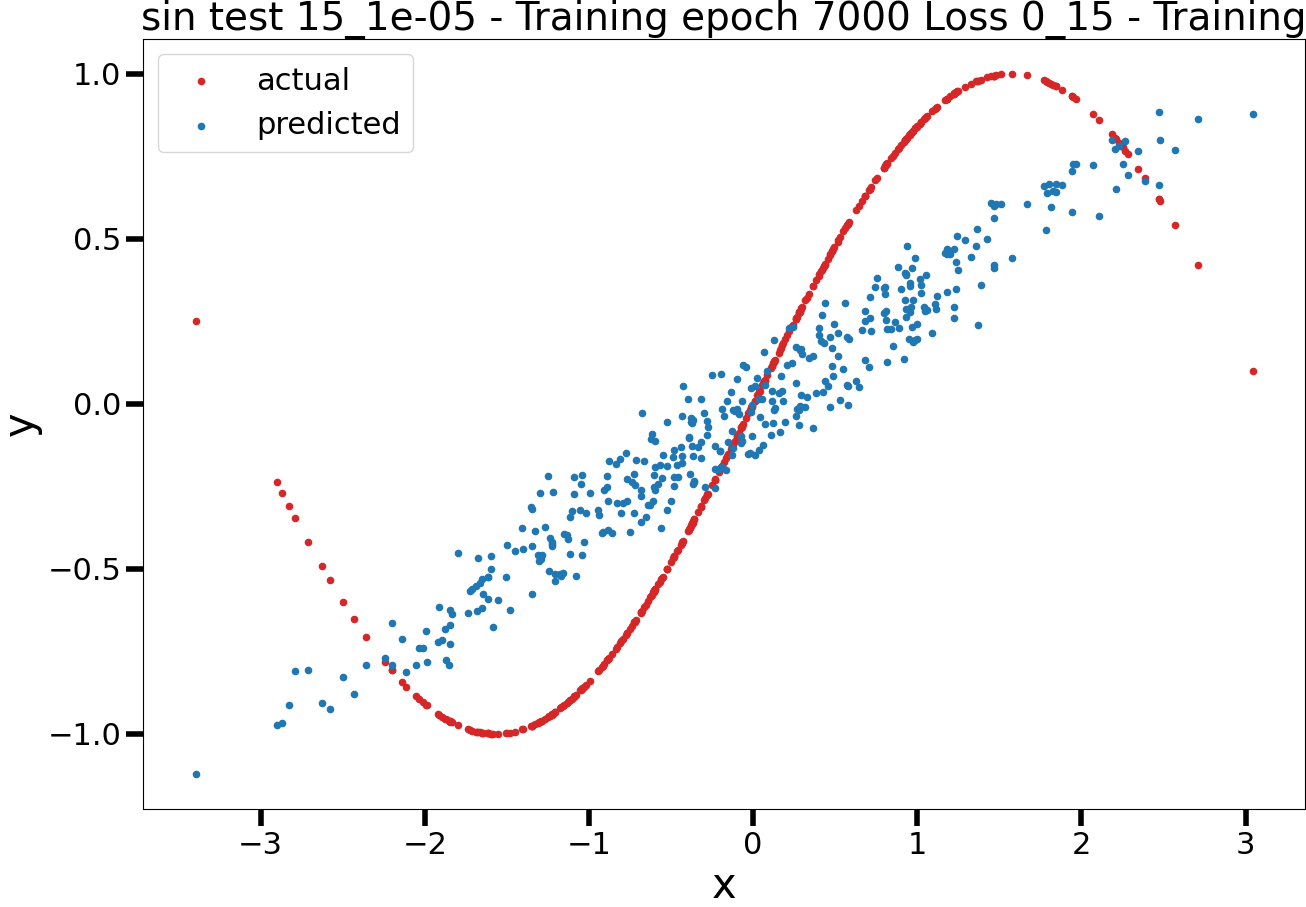 sin test 15_1e-05 - Training epoch 7000 Loss 0_15 - Training
actual
predicted
1.0
0.5
0.0
−0.5
−1.0
y
−3 −2 −1 0 1 2 3
x